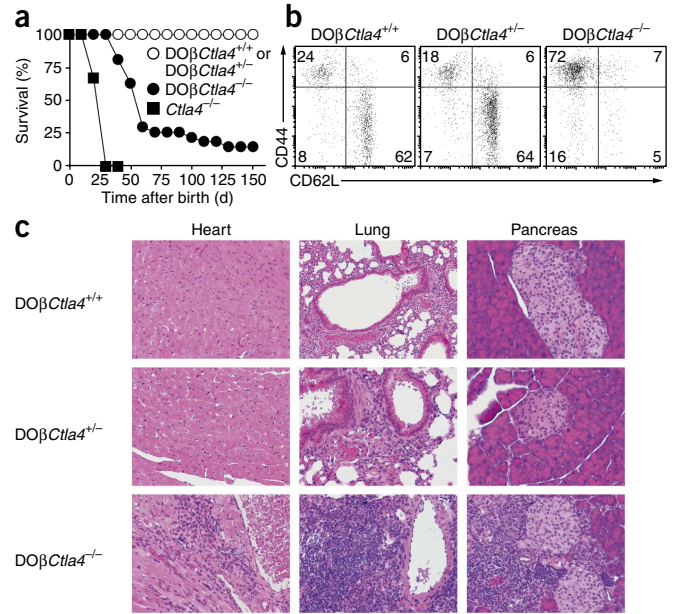 a
100
75
50
25
0
Survival (%)
0 25 50 75 100 125 150
Time after birth (d)
DOβCtla4+/+ or
DOβCtla4+/−
DOβCtla4−/−
Ctla4−/−
b
DOβCtla4+/+ DOβCtla4+/− DOβCtla4−/−
24 6 18 6 72 7
8 62 7 64 16 5
CD44
CD62L
c
Heart Lung Pancreas
DOβCtla4+/+
DOβCtla4+/−
DOβCtla4−/−